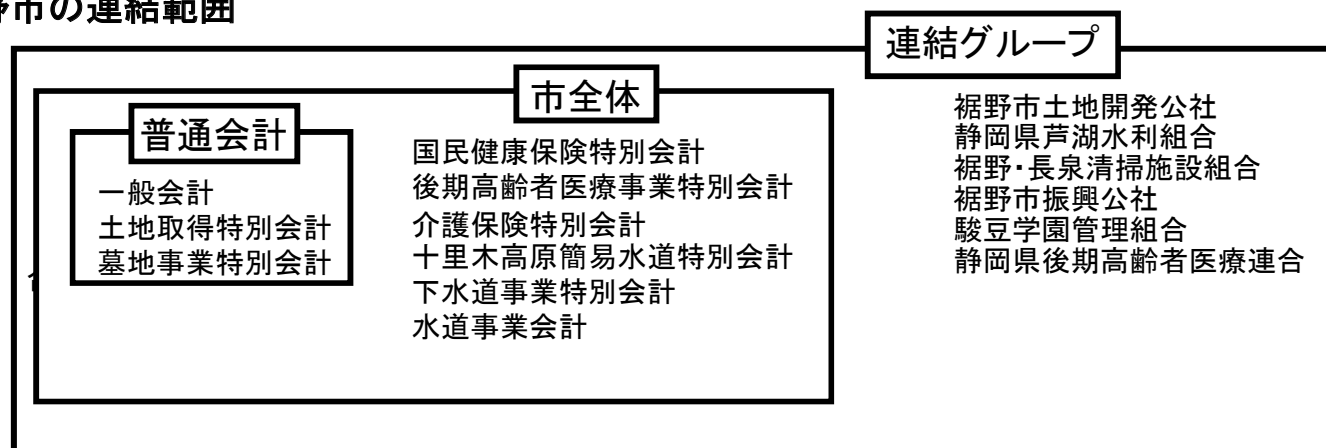 市の連結範囲
連結グループ
市全体
普通会計
一般会計
土地取得特別会計
墓地事業特別会計
国民健康保険特別会計
後期高齢者医療事業特別会計
介護保険特別会計
十里木高原簡易水道特別会計
下水道事業特別会計
水道事業会計
裾野市土地開発公社
静岡県芦湖水利組合
裾野・長泉清掃施設組合
裾野市振興公社
駿豆学園管理組合
静岡県後期高齢者医療連合